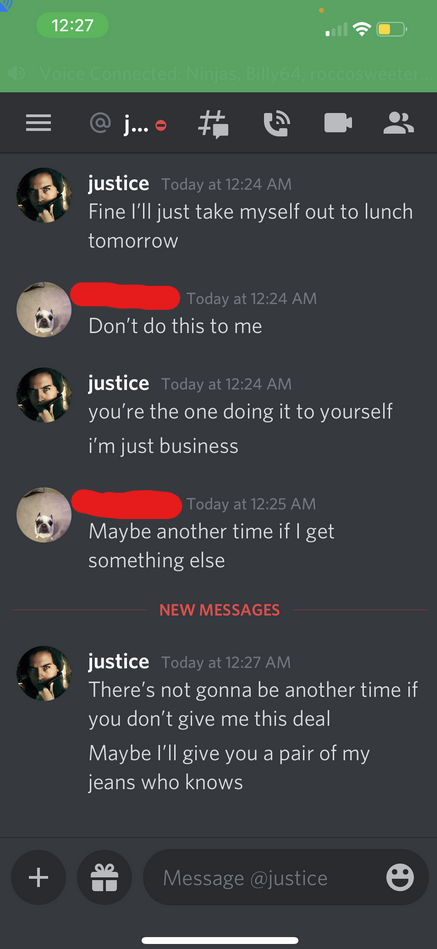 12:27
Voice Connected: Ninjas, Billy64, roccosweeter...
@ j...
justice Today at 12:24 AM
Fine I’ll just take myself out to lunch
tomorrow
Today at 12:24 AM
Don’t do this to me
justice Today at 12:24 AM
you’re the one doing it to yourself
i’m just business
Today at 12:25 AM
Maybe another time if I get
something else
NEW MESSAGES
justice Today at 12:27 AM
There’s not gonna be another time if
you don’t give me this deal
Maybe I’ll give you a pair of my
jeans who knows
Message @justice